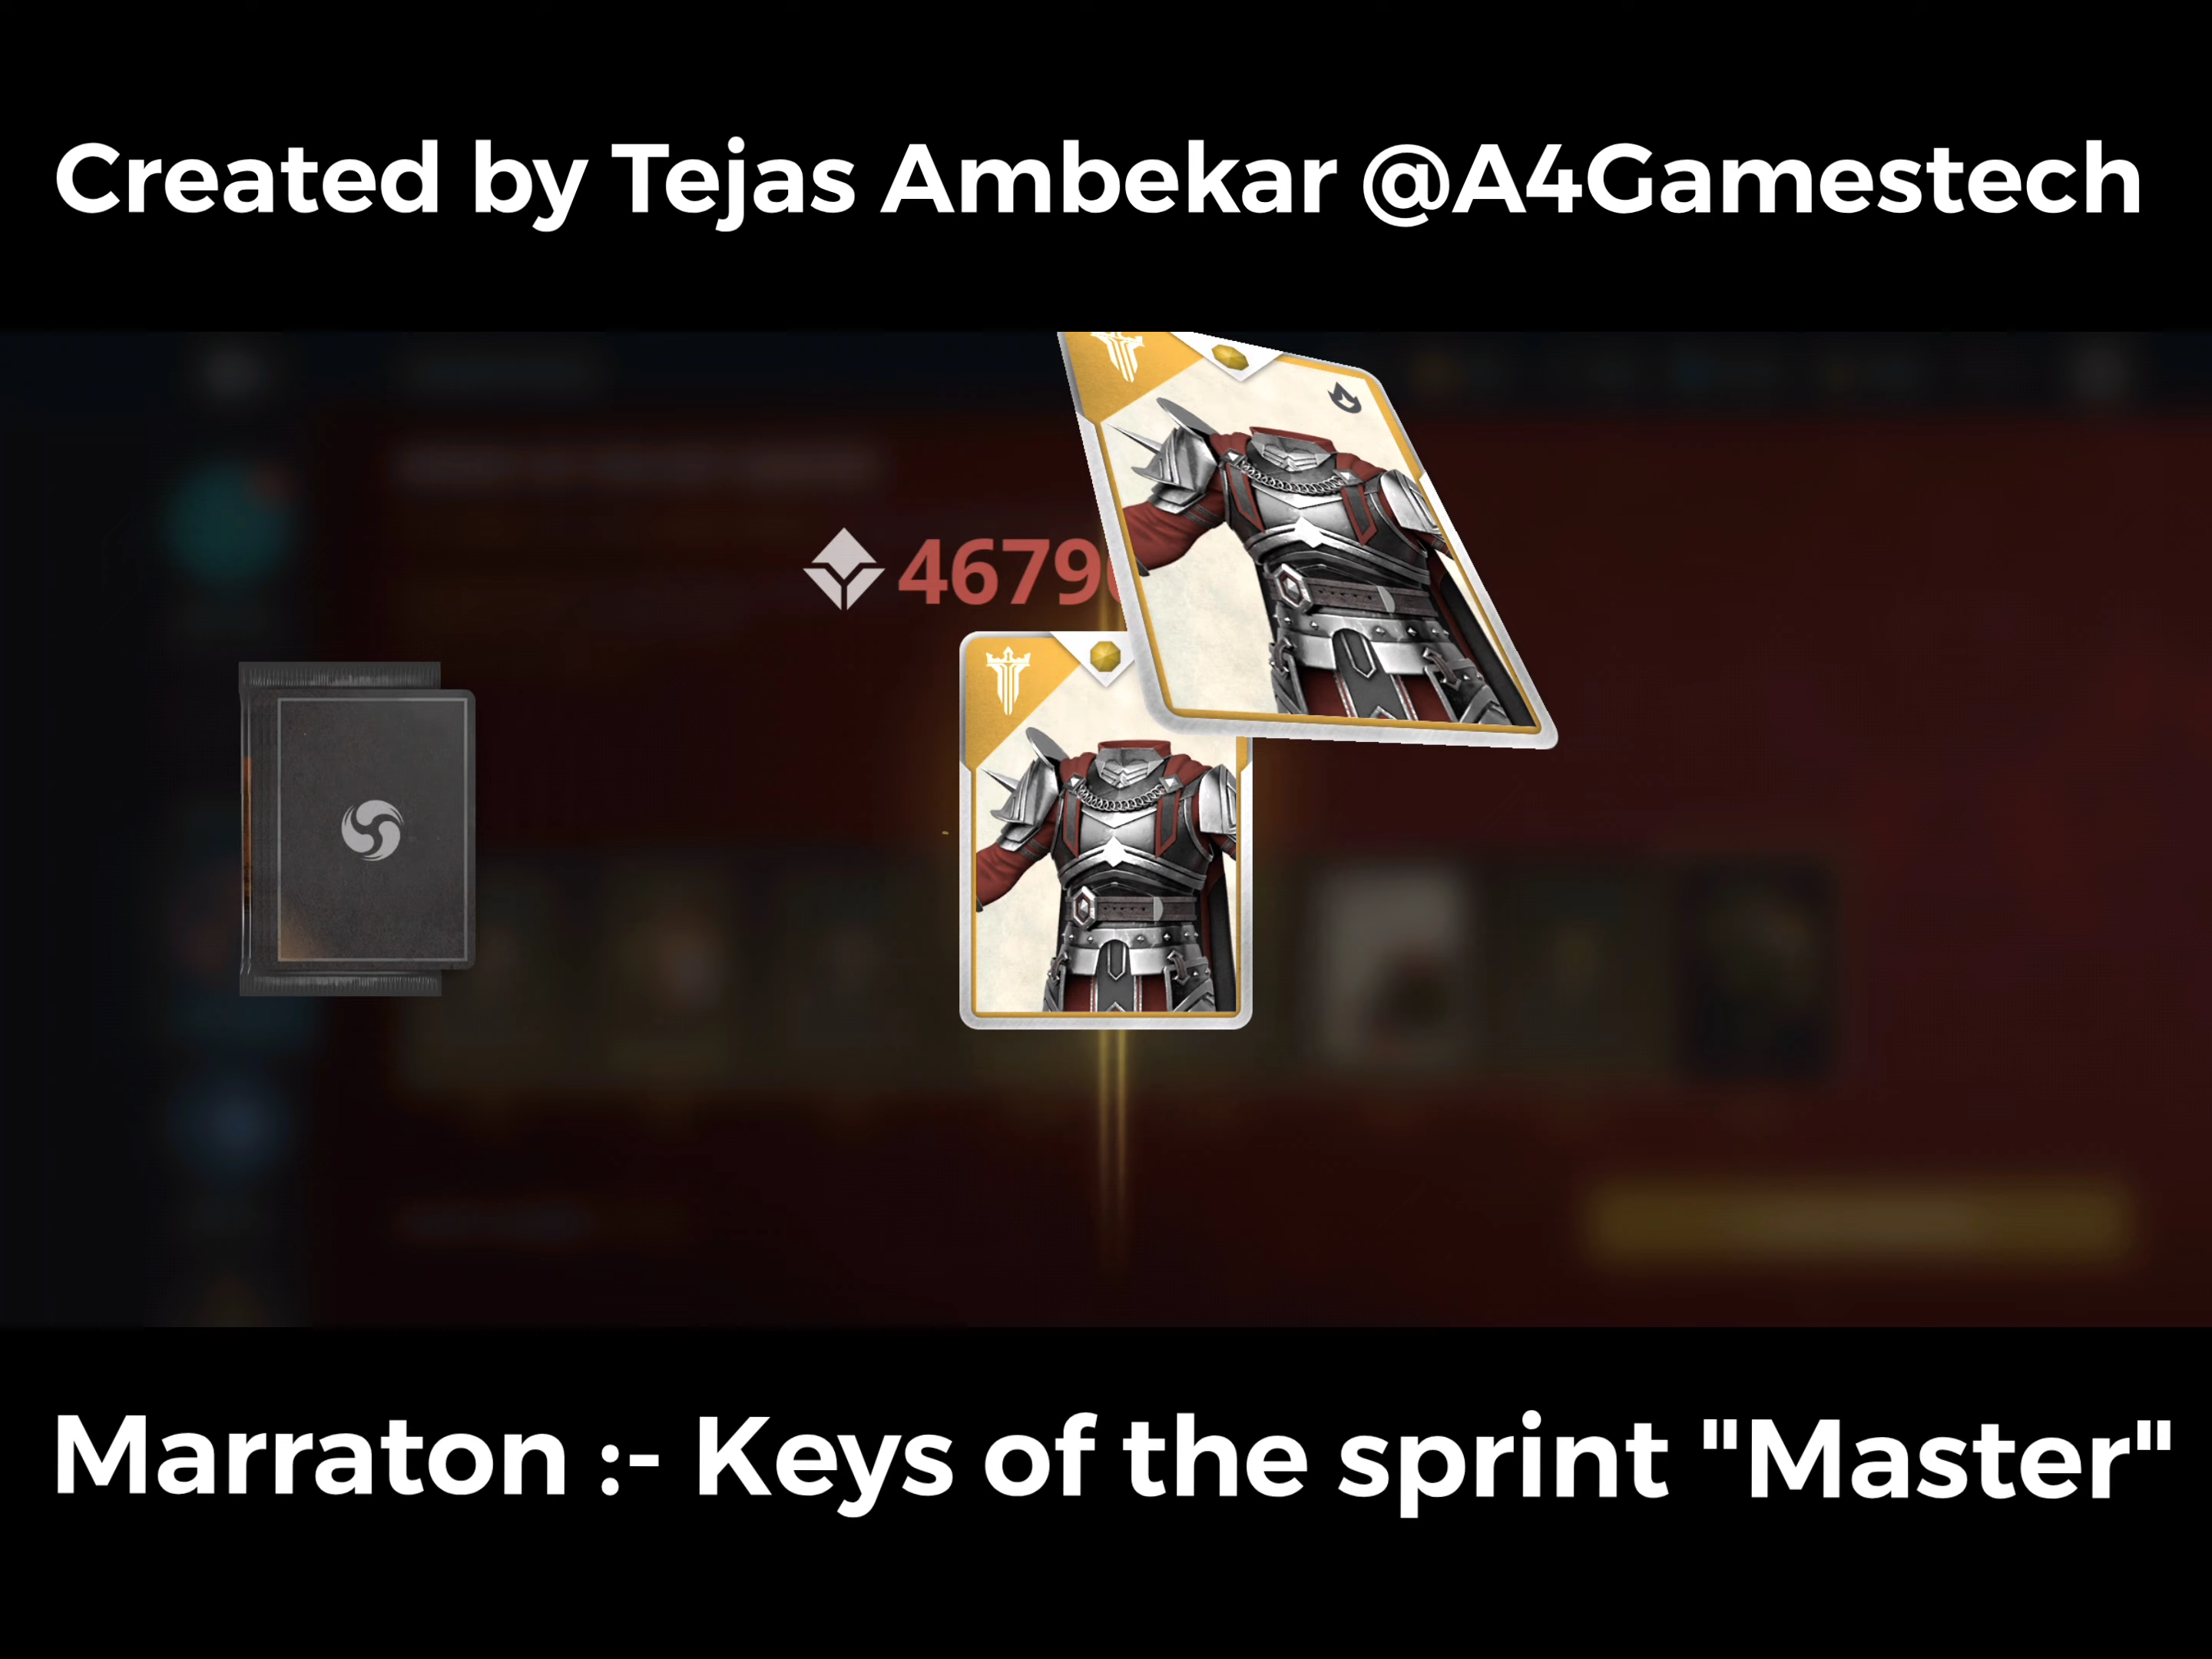 Created by Tejas Ambekar @A4Gamestech
4679
Marraton :- Keys of the sprint "Master"